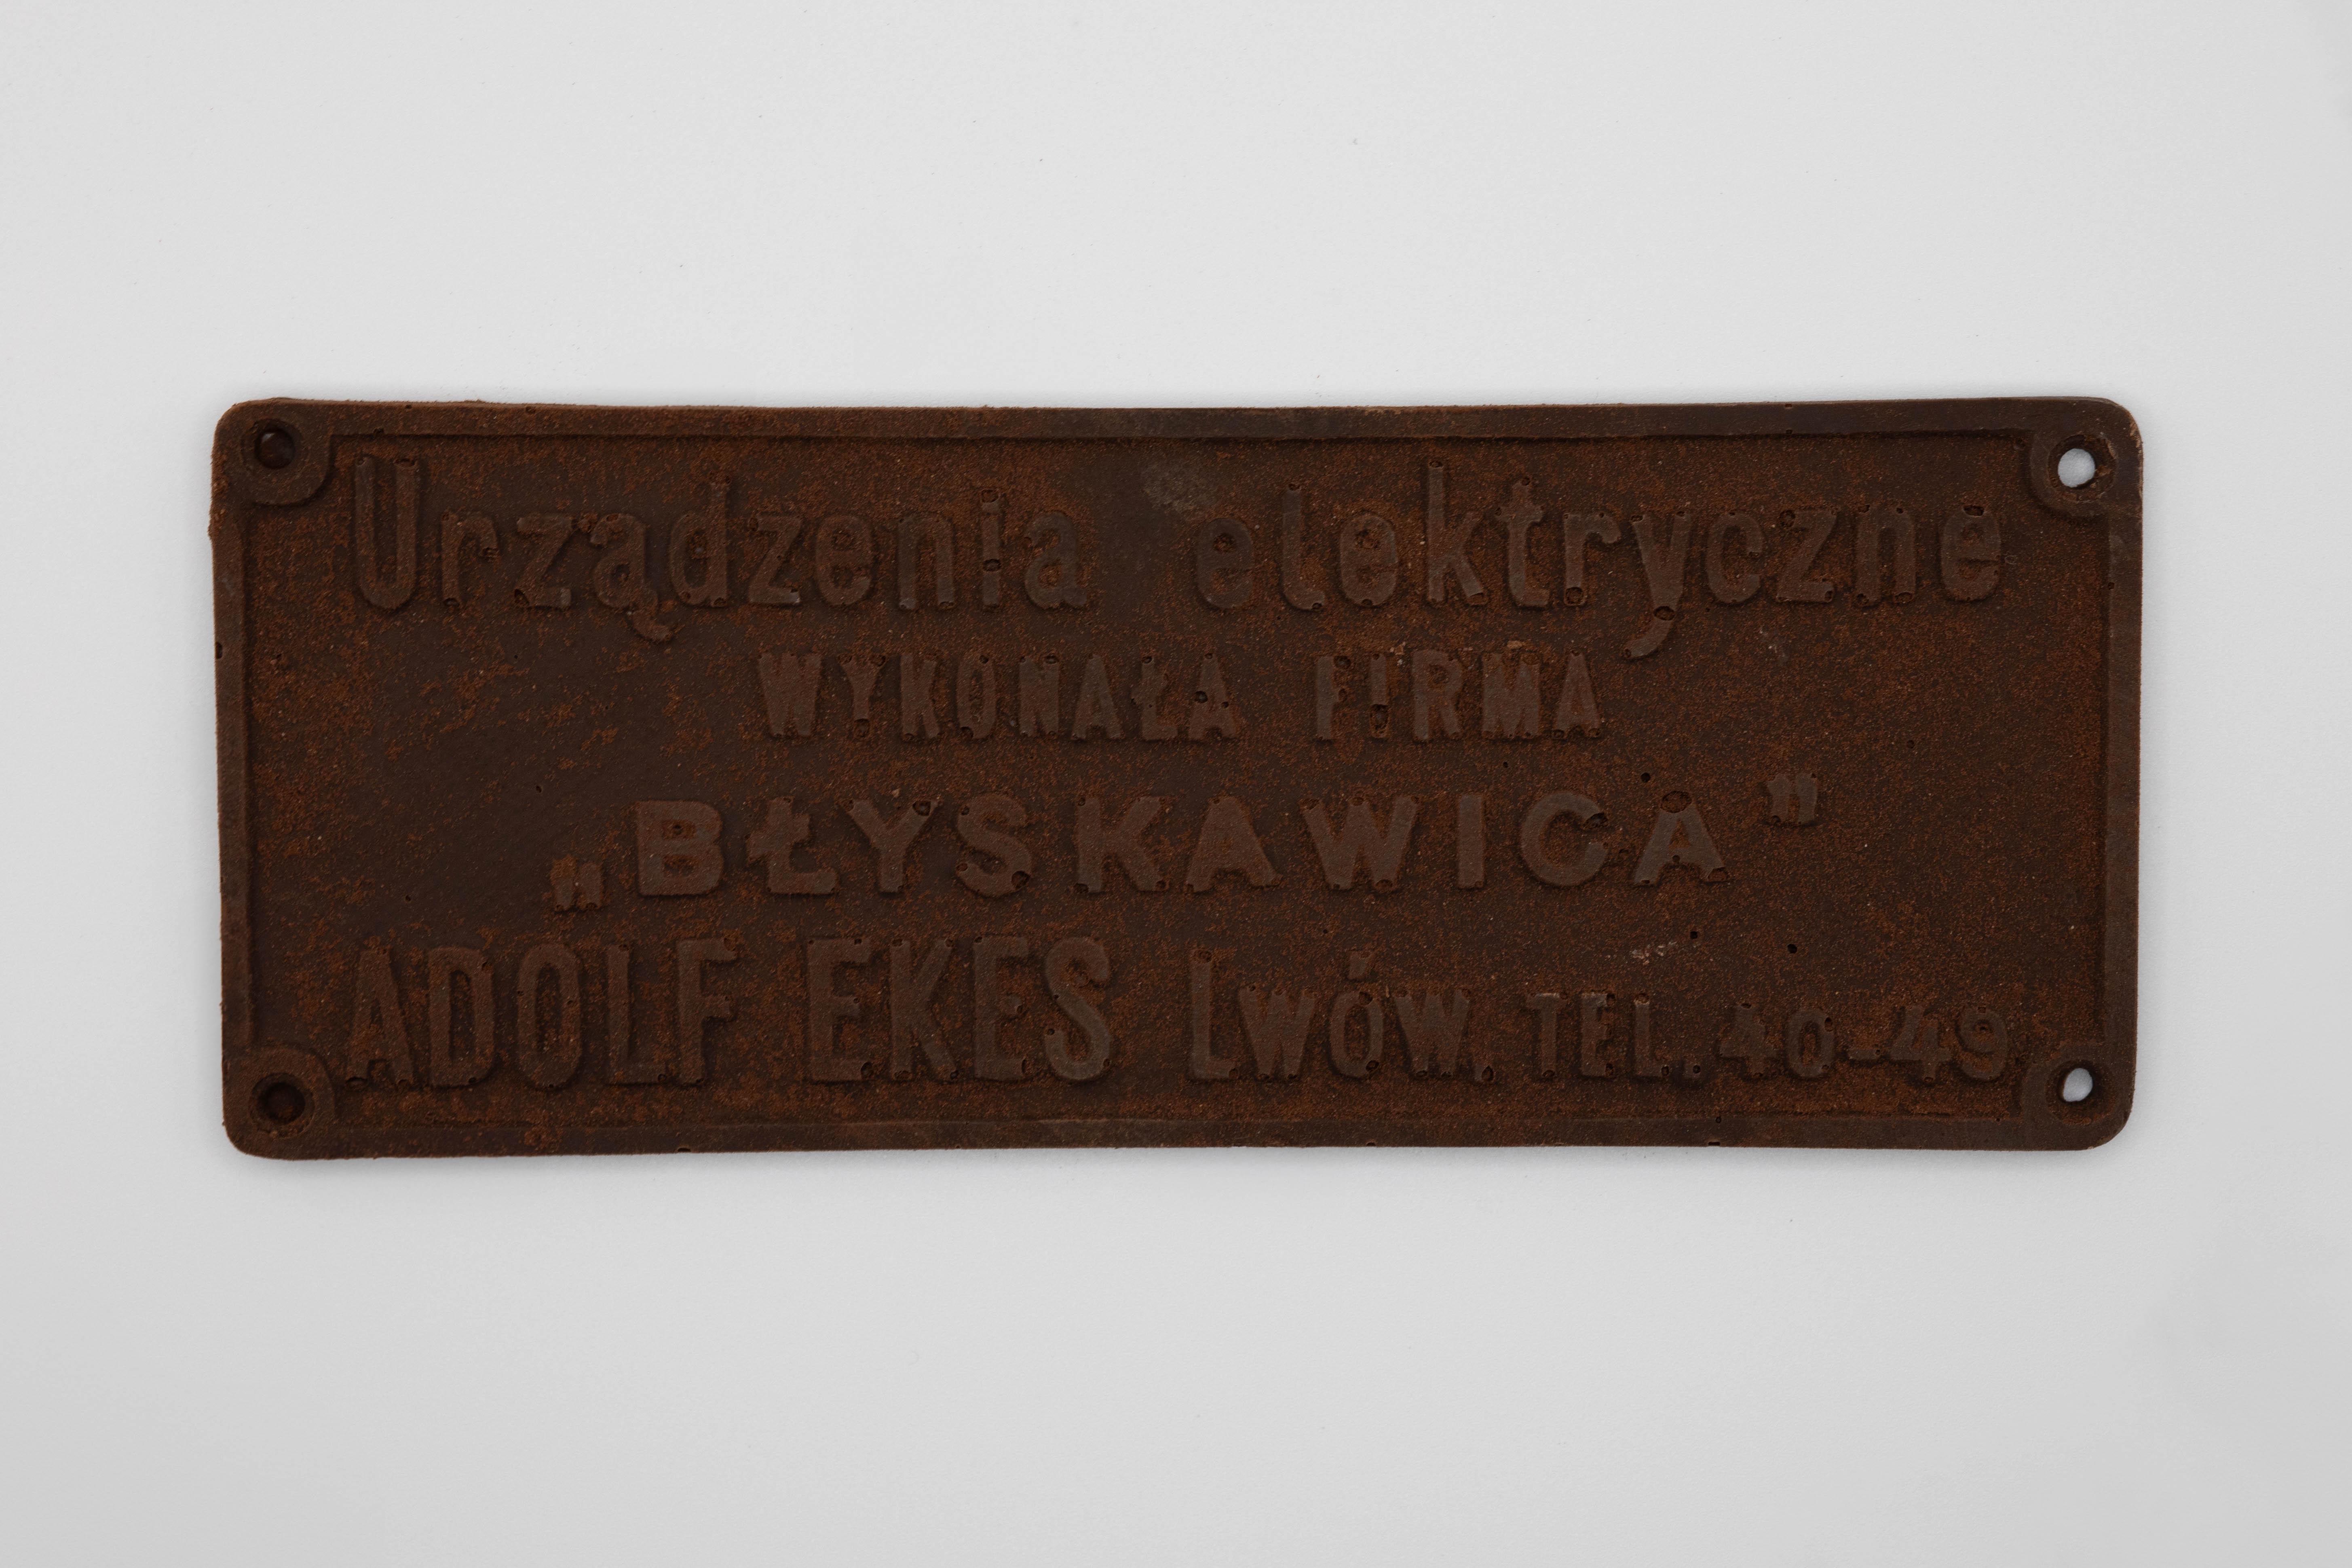 Urządzenia elektryczne
WYKONAŁA FIRMA
„BŁYSKAWICA"
ADOLF EKES LWÓW, TEL. 40-49